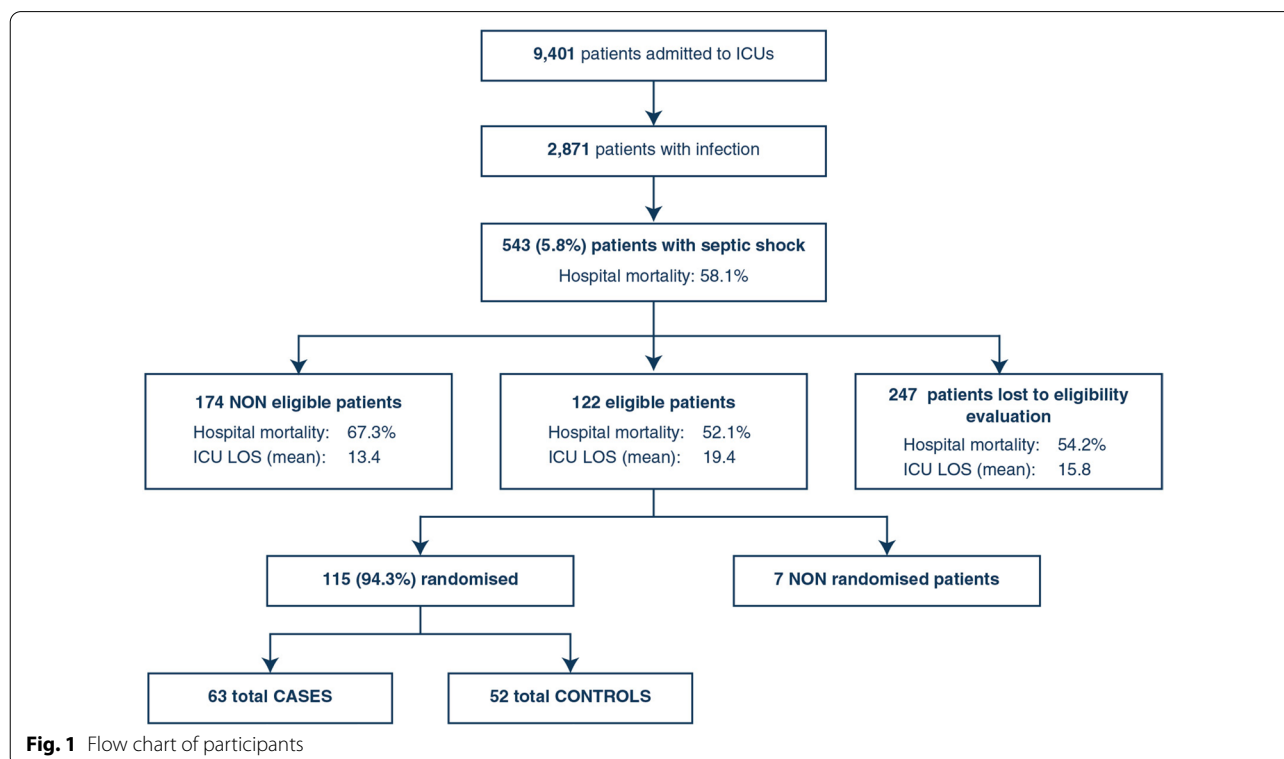 9,401 patients admitted to ICUs
2,871 patients with infection
543 (5.8%) patients with septic shock
Hospital mortality: 58.1%
174 NON eligible patients
Hospital mortality: 67.3%
ICU LOS (mean): 13.4
122 eligible patients
Hospital mortality: 52.1%
ICU LOS (mean): 19.4
247 patients lost to eligibility
evaluation
Hospital mortality: 54.2%
ICU LOS (mean): 15.8
115 (94.3%) randomised
7 NON randomised patients
63 total CASES
52 total CONTROLS
Fig. 1 Flow chart of participants